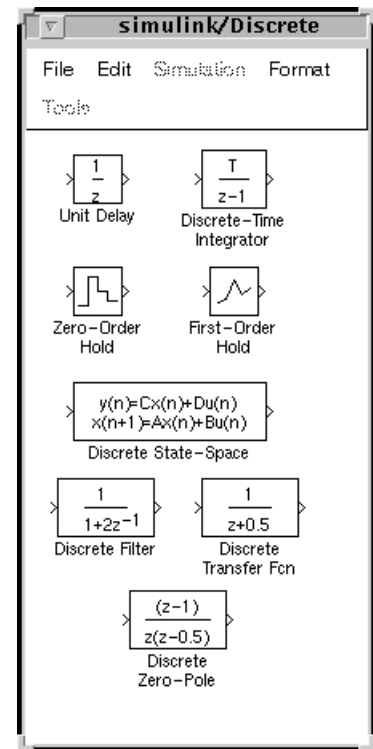 simulink/Discrete
File Edit Simulation Format
Tools
1
z
Unit Delay
T
z-1
Discrete-Time
Integrator
Zero-Order
Hold
First-Order
Hold
y(n)=Cx(n)+Du(n)
x(n+1)=Ax(n)+Bu(n)
Discrete State-Space
1
1+2z⁻¹
Discrete Filter
1
z+0.5
Discrete
Transfer Fcn
(z-1)
z(z-0.5)
Discrete
Zero-Pole